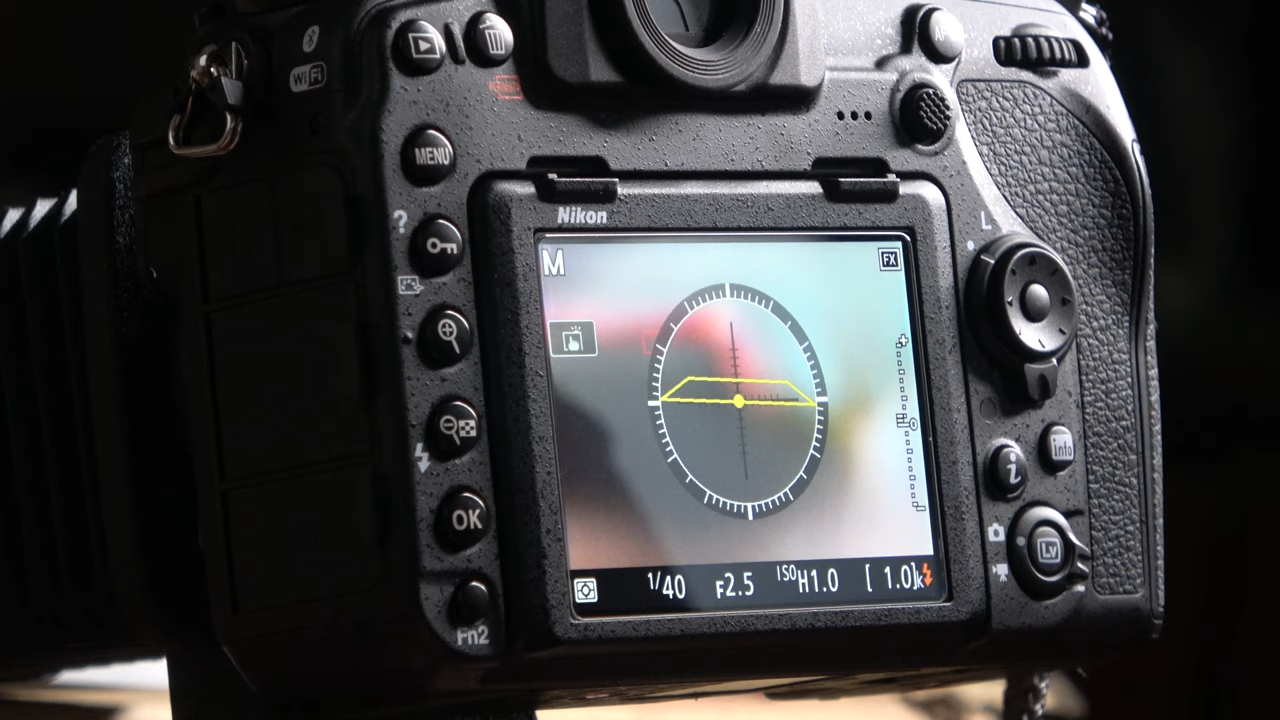 WiFi
MENU
?
Nikon
L
M
FX
OK
Fn2
i
info
Lv
1/40 F2.5 ISO H1.0 [ 1.0]k